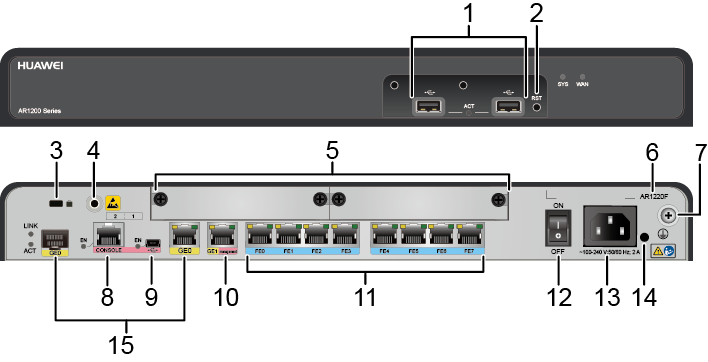 1 2
HUAWEI
SYS WAN
RST
ACT
AR1200 Series
3 4 5 6 7
AR1220F
ON
2 1
LINK
EN EN
ACT
GE0 CONSOLE GE0 GE1 FE0 FE1 FE2 FE3 FE4 FE5 FE6 FE7
OFF
~100-240 V;50/60 Hz; 2 A
8 9 10 11 12 13 14
15